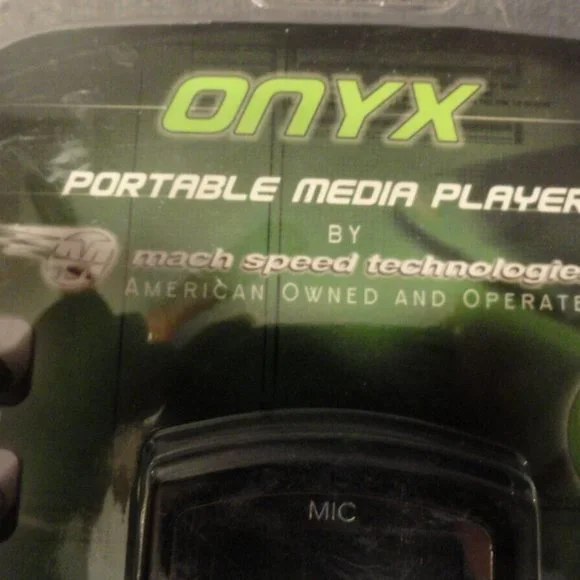 ONYX
PORTABLE MEDIA PLAYER
BY
mach speed technologie
AMERICAN OWNED AND OPERATE
MIC